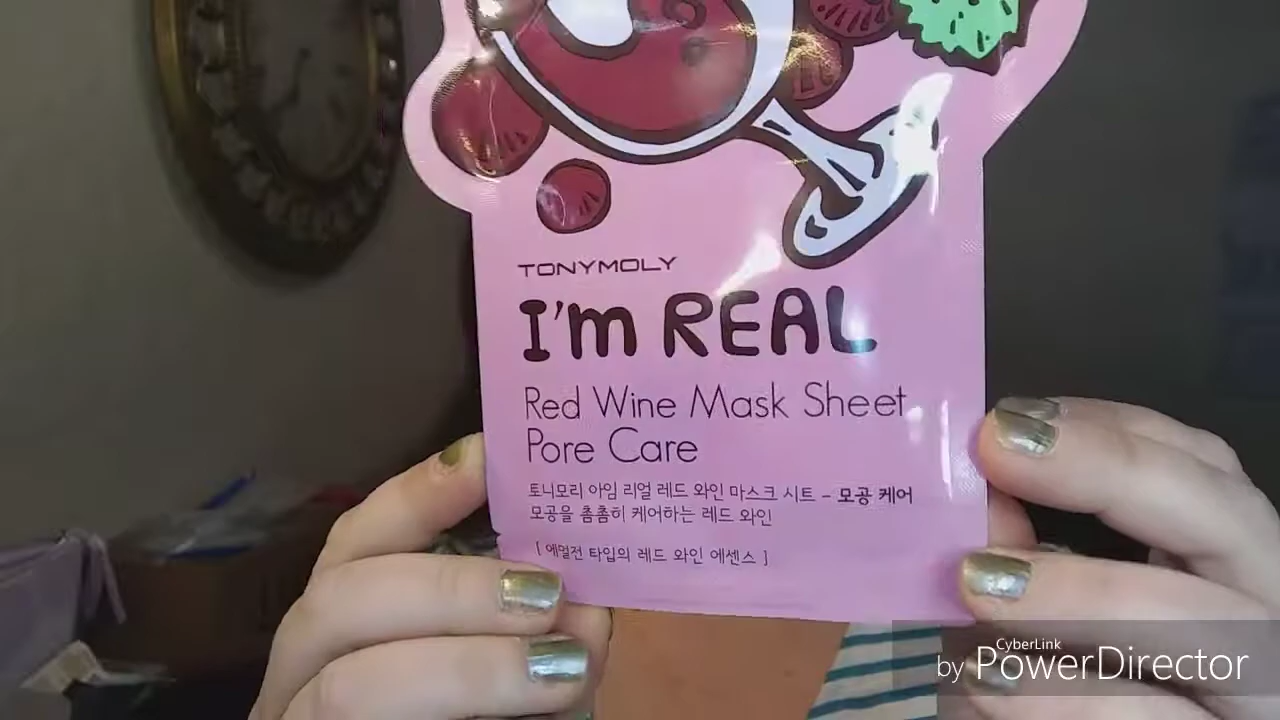 TONYMOLY
I'm REAL
Red Wine Mask Sheet
Pore Care
토니모리 아임 리얼 레드 와인 마스크 시트 - 모공 케어
모공을 촘촘히 케어하는 레드 와인
[ 에멀전 타입의 레드 와인 에센스 ]
CyberLink
by PowerDirector